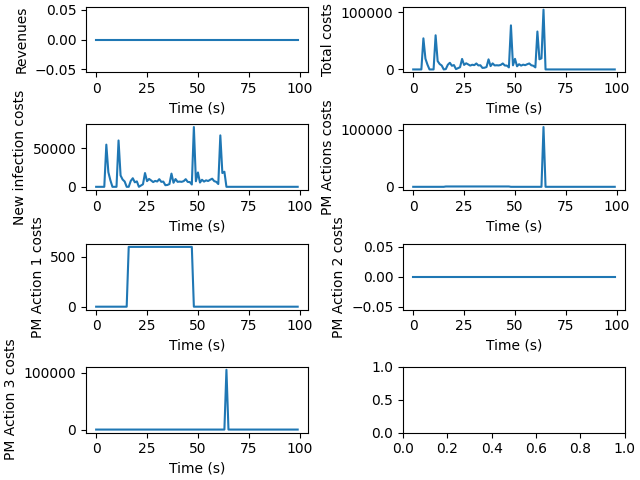 Revenues
0.05
0.00
−0.05
0 25 50 75 100
Time (s)
Total costs
100000
0
0 25 50 75 100
Time (s)
New infection costs
50000
0
0 25 50 75 100
Time (s)
PM Actions costs
100000
0
0 25 50 75 100
Time (s)
PM Action 1 costs
500
0
0 25 50 75 100
Time (s)
PM Action 2 costs
0.05
0.00
−0.05
0 25 50 75 100
Time (s)
PM Action 3 costs
100000
0
0 25 50 75 100
Time (s)
1.0
0.5
0.0
0.0 0.2 0.4 0.6 0.8 1.0